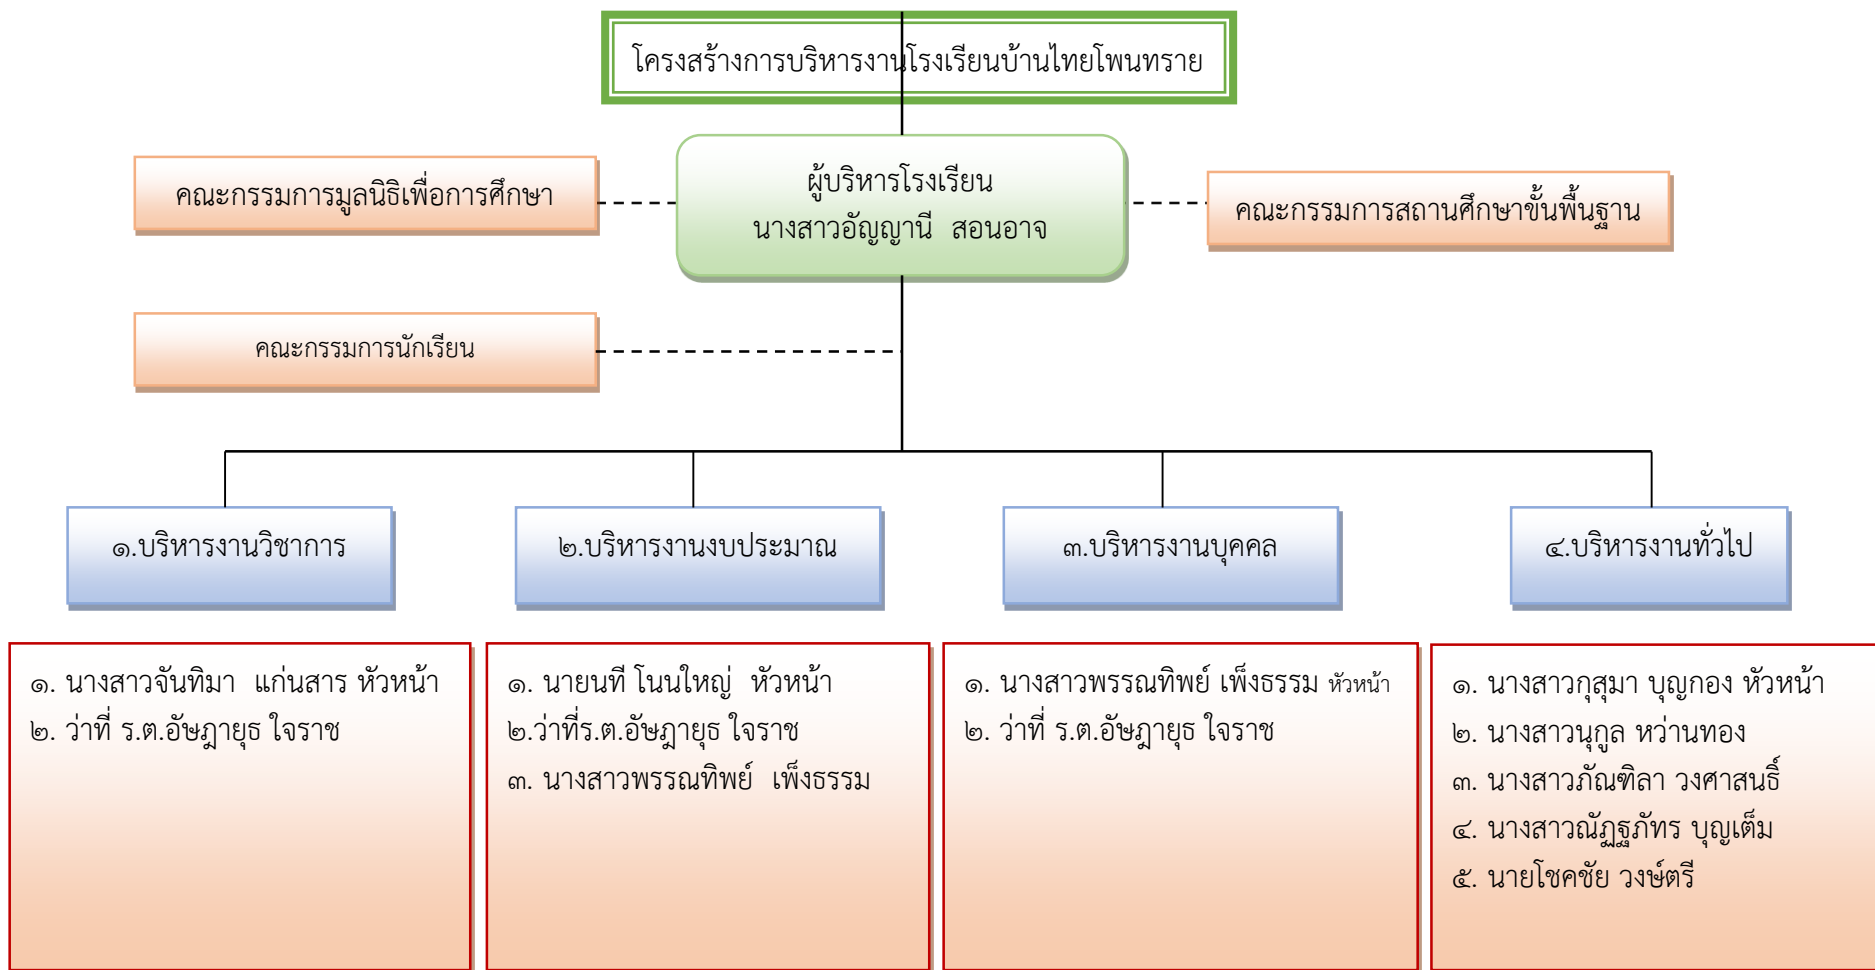 โครงสร้างการบริหารงานโรงเรียนบ้านไทยโพนทราย
ผู้บริหารโรงเรียน
นางสาวอัญญานี  สอนอาจ
คณะกรรมการมูลนิธิเพื่อการศึกษา
คณะกรรมการสถานศึกษาขั้นพื้นฐาน
คณะกรรมการนักเรียน
๑.บริหารงานวิชาการ
๒.บริหารงานงบประมาณ
๓.บริหารงานบุคคล
๔.บริหารงานทั่วไป
๑. นางสาวจันทิมา  แก่นสาร หัวหน้า
๒. ว่าที่ ร.ต.อัษฎายุธ ใจราช
๑. นายนที โนนใหญ่  หัวหน้า
๒.ว่าที่ร.ต.อัษฎายุธ ใจราช
๓. นางสาวพรรณทิพย์  เพ็งธรรม
๑. นางสาวพรรณทิพย์ เพ็งธรรม หัวหน้า
๒. ว่าที่ ร.ต.อัษฎายุธ ใจราช
๑. นางสาวกุสุมา บุญกอง หัวหน้า
๒. นางสาวนุกูล หว่านทอง
๓. นางสาวภัณฑิลา วงศาสนธิ์
๔. นางสาวณัฏฐภัทร บุญเต็ม
๕. นายโชคชัย วงษ์ตรี